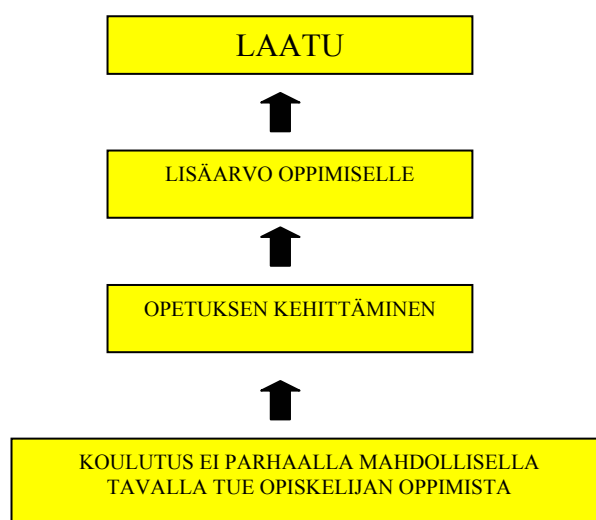 LAATU
LISÄARVO OPPIMISELLE
OPETUKSEN KEHITTÄMINEN
KOULUTUS EI PARHAALLA MAHDOLLISELLA
TAVALLA TUE OPISKELIJAN OPPIMISTA